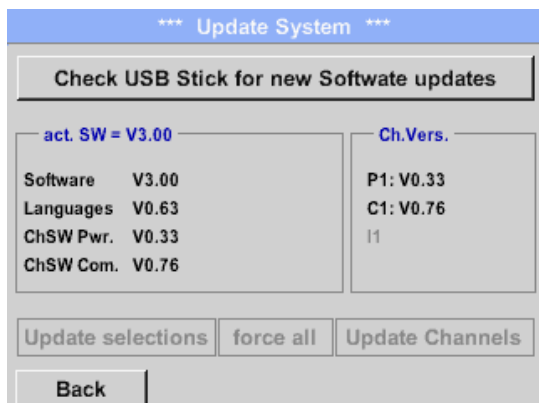 *** Update System ***
Check USB Stick for new Softwate updates
act. SW = V3.00
Software V3.00
Languages V0.63
ChSW Pwr. V0.33
ChSW Com. V0.76
Ch.Vers.
P1: V0.33
C1: V0.76
I1
Update selections force all Update Channels
Back